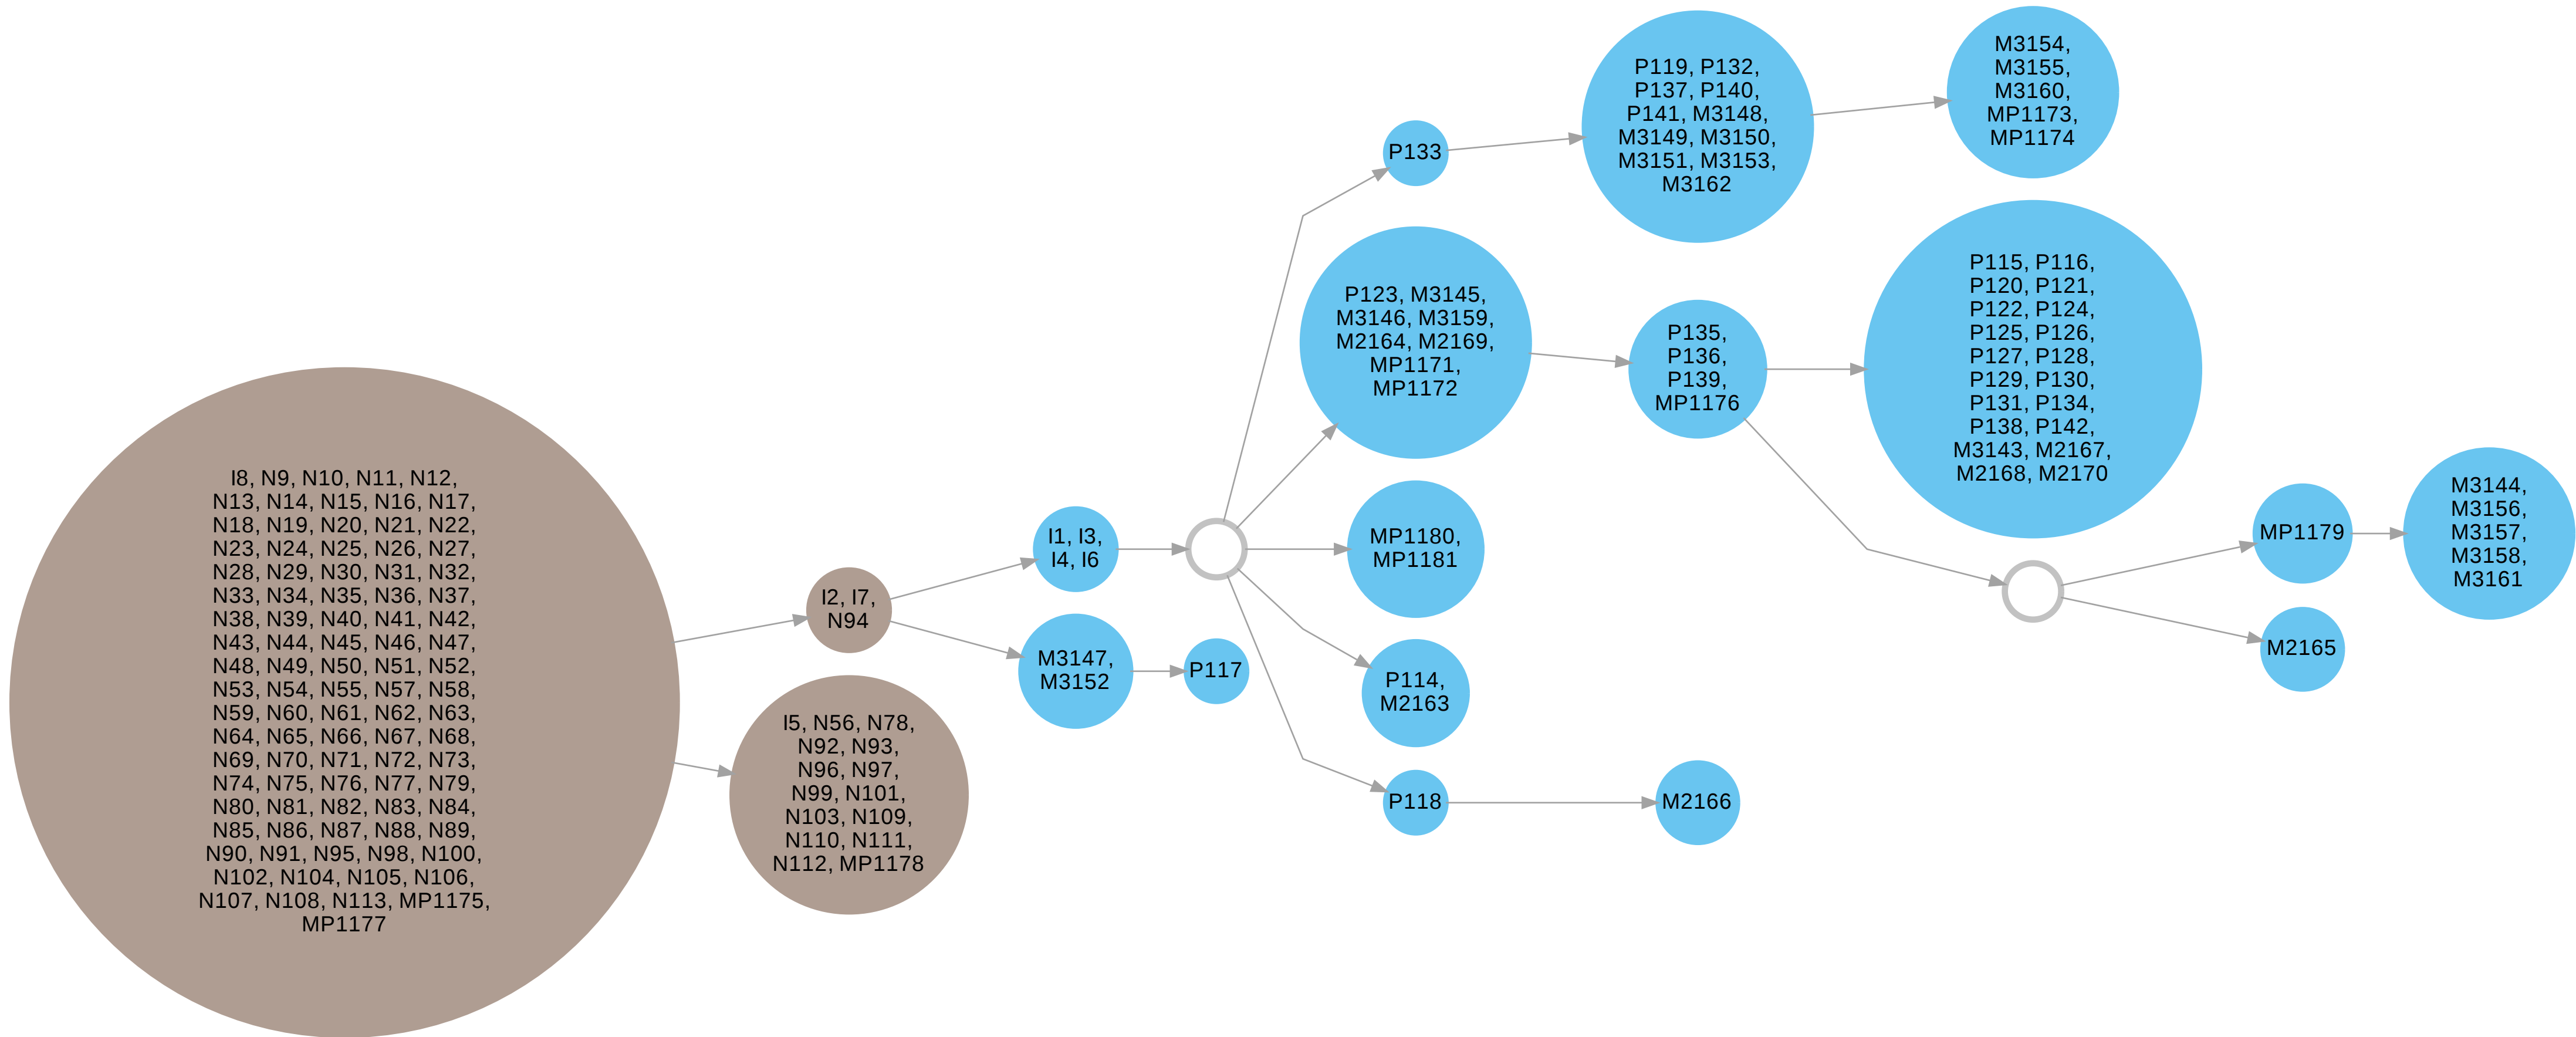 I8, N9, N10, N11, N12,
N13, N14, N15, N16, N17,
N18, N19, N20, N21, N22,
N23, N24, N25, N26, N27,
N28, N29, N30, N31, N32,
N33, N34, N35, N36, N37,
N38, N39, N40, N41, N42,
N43, N44, N45, N46, N47,
N48, N49, N50, N51, N52,
N53, N54, N55, N57, N58,
N59, N60, N61, N62, N63,
N64, N65, N66, N67, N68,
N69, N70, N71, N72, N73,
N74, N75, N76, N77, N79,
N80, N81, N82, N83, N84,
N85, N86, N87, N88, N89,
N90, N91, N95, N98, N100,
N102, N104, N105, N106,
N107, N108, N113, MP1175,
MP1177
I2, I7,
N94
I5, N56, N78,
N92, N93,
N96, N97,
N99, N101,
N103, N109,
N110, N111,
N112, MP1178
I1, I3,
I4, I6
M3147,
M3152
P117
P133
P123, M3145,
M3146, M3159,
M2164, M2169,
MP1171,
MP1172
MP1180,
MP1181
P114,
M2163
P118
P119, P132,
P137, P140,
P141, M3148,
M3149, M3150,
M3151, M3153,
M3162
P135,
P136,
P139,
MP1176
M2166
M3154,
M3155,
M3160,
MP1173,
MP1174
P115, P116,
P120, P121,
P122, P124,
P125, P126,
P127, P128,
P129, P130,
P131, P134,
P138, P142,
M3143, M2167,
M2168, M2170
MP1179
M2165
M3144,
M3156,
M3157,
M3158,
M3161